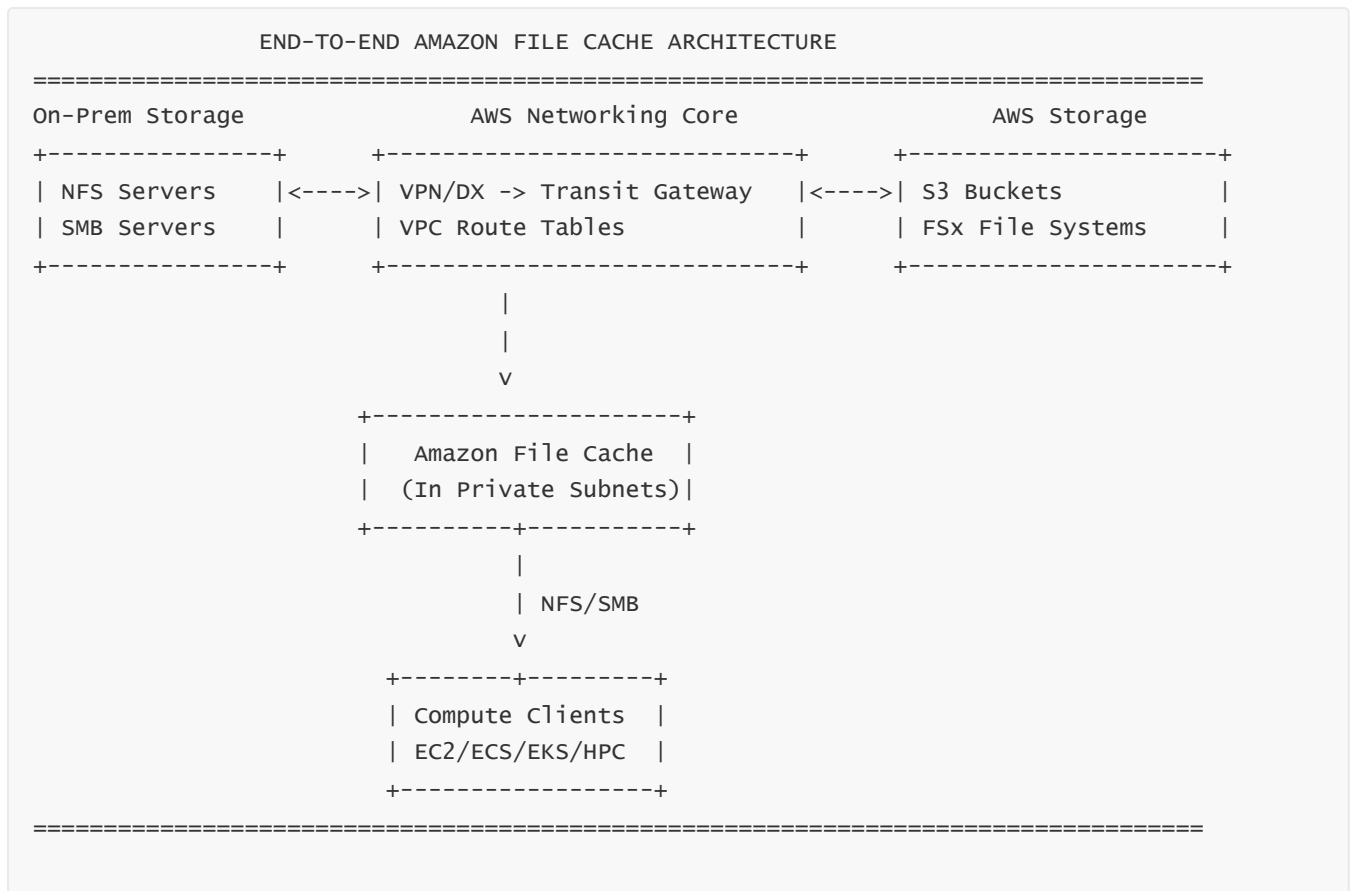 END-TO-END AMAZON FILE CACHE ARCHITECTURE
===================================================================================
On-Prem Storage                AWS Networking Core                  AWS Storage
+----------------+      +-----------------------------+      +----------------------+
| NFS Servers    |<---->| VPN/DX -> Transit Gateway   |<---->| S3 Buckets           |
| SMB Servers    |      | VPC Route Tables            |      | FSx File Systems     |
+----------------+      +-----------------------------+      +----------------------+
|
|
v
+----------------------+
|   Amazon File Cache  |
|  (In Private Subnets)|
+----------+-----------+
|
| NFS/SMB
v
+--------+---------+
| Compute Clients  |
| EC2/ECS/EKS/HPC  |
+------------------+
===================================================================================